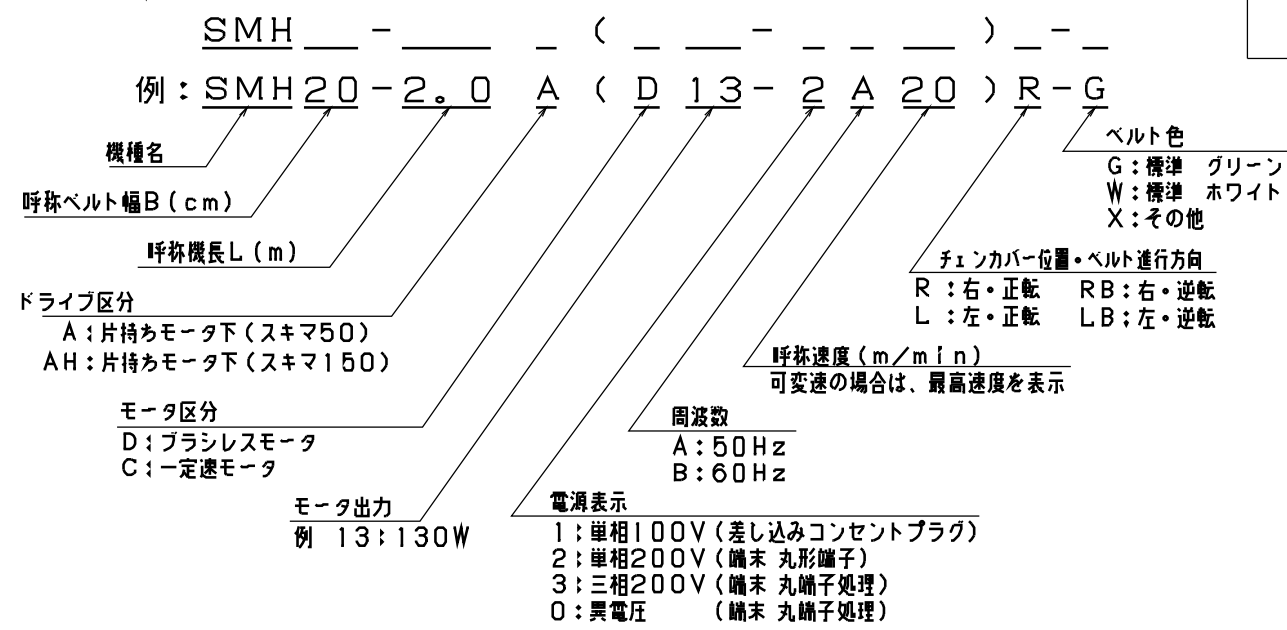 SMH__-___ _(_ __-_ _ __)_-_
例：SMH20-2.0 A(D 13-2 A 20)R-G
機種名
呼称ベルト幅B(cm)
呼称機長L(m)
ドライブ区分
A：片持ちモータ下(スキマ50)
AH：片持ちモータ下(スキマ150)
モータ区分
D：ブラシレスモータ
C：一定速モータ
モータ出力
例 13：130W
電源表示
1：単相100V(差し込みコンセントプラグ)
2：単相200V(端末 丸形端子)
3：三相200V(端末 丸端子処理)
0：異電圧 (端末 丸端子処理)
周波数
A：50Hz
B：60Hz
呼称速度(m/min)
可変速の場合は、最高速度を表示
チェンカバー位置・ベルト進行方向
R：右・正転 RB：右・逆転
L：左・正転 LB：左・逆転
ベルト色
G：標準 グリーン
W：標準 ホワイト
X：その他